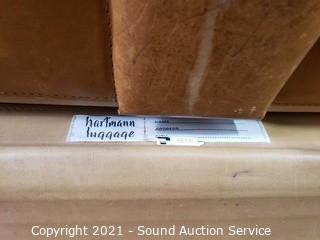 hartmann
luggage
NAME
ADDRESS
Copyright 2021 - Sound Auction Service